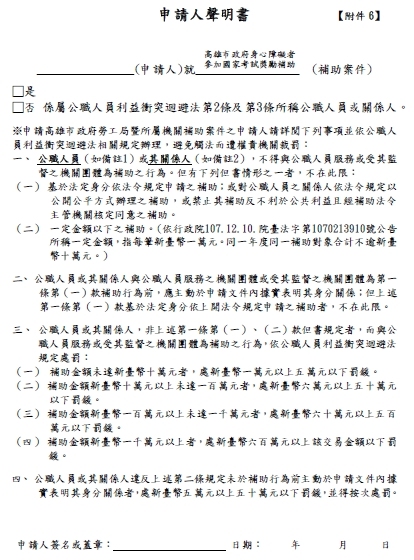 申請人聲明書
【附件 6】
高雄市政府身心障礙者
＿＿＿＿＿＿(申請人)就 參加國家考試獎勵補助 (補助案件)
□是
□否 係屬公職人員利益衝突迴避法第2條及第3條所稱公職人員或關係人。
※申請高雄市政府勞工局暨所屬機關補助案件之申請人請詳閱下列事項並依公職人
員利益衝突迴避法相關規定辦理，避免觸法而遭權責機關裁罰：
一、 公職人員（如備註1）或其關係人（如備註2），不得與公職人員服務或受其監
督之機關團體為補助之行為。但有下列但書情形之一者，不在此限：
（一） 基於法定身分依法令規定申請之補助；或對公職人員之關係人依法令規定以
公開公平方式辦理之補助，或禁止其補助反不利於公共利益且經補助法令
主管機關核定同意之補助。
（二） 一定金額以下之補助。(依行政院107.12.10.院臺法字第1070213910號公告
所稱一定金額，指每筆新臺幣一萬元。同一年度同一補助對象合計不逾新臺
幣十萬元。)
二、公職人員或其關係人與公職人員服務之機關團體或受其監督之機關團體為第一
條第(一)款補助行為前，應主動於申請文件內據實表明其身分關係；但上述
第一條第(一)款基於法定身分依上開法令規定申請之補助者，不在此限。
三、 公職人員或其關係人，非上述第一條第(一)、(二)款但書規定者，而與公
職人員服務或受其監督之機關團體為補助之行為，依公職人員利益衝突迴避法
規定處罰：
(一) 補助金額未達新臺幣十萬元者，處新臺幣一萬元以上五萬元以下罰鍰。
(二) 補助金額新臺幣十萬元以上未達一百萬元者，處新臺幣六萬元以上五十萬元
以下罰鍰。
(三) 補助金額新臺幣一百萬元以上未達一千萬元者，處新臺幣六十萬元以上五百
萬元以下罰鍰。
(四) 補助金額新臺幣一千萬元以上者，處新臺幣六百萬元以上該交易金額以下罰
鍰。
四、公職人員或其關係人違反上述第二條規定未於補助行為前主動於申請文件內據
實表明其身分關係者，處新臺幣五萬元以上五十萬元以下罰鍰，並得按次處罰。
申請人簽名或蓋章：＿＿＿＿＿＿ 日期： 年 月 日